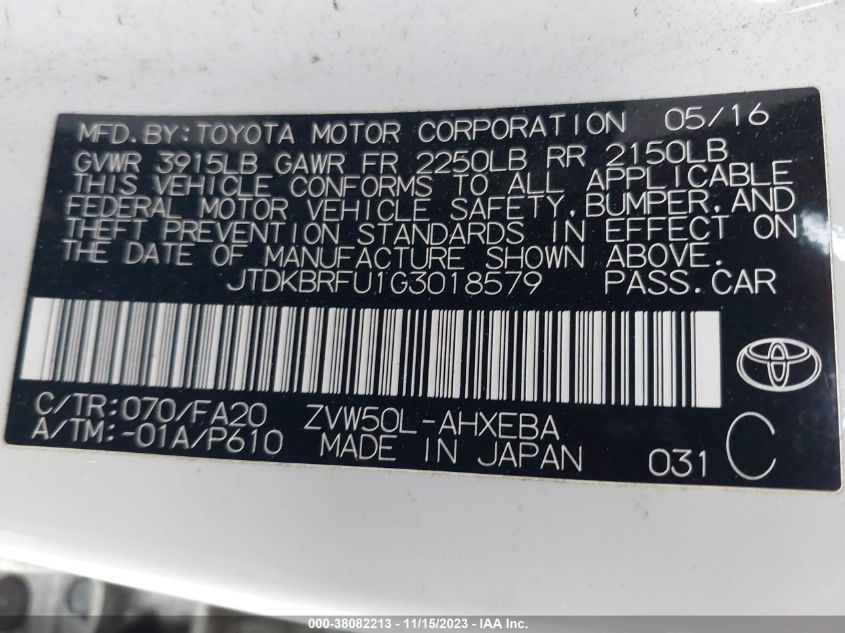 MFD.BY:TOYOTA MOTOR CORPORATION 05/16
GVWR 3915LB GAWR FR 2250LB RR 2150LB
THIS VEHICLE CONFORMS TO ALL APPLICABLE
FEDERAL MOTOR VEHICLE SAFETY,BUMPER,AND
THEFT PREVENTION STANDARDS IN EFFECT ON
THE DATE OF MANUFACTURE SHOWN ABOVE.
JTDKBRFU1G3018579 PASS.CAR
C/TR:070/FA20 ZVW50L-AHXEBA
A/TM:-01A/P610 MADE IN JAPAN 031 C
000-38082213 - 11/15/2023 - IAA, Inc.